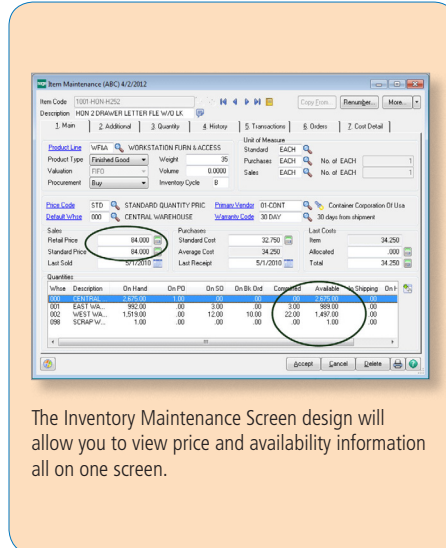 Item Maintenance (ABC) 4/2/2012
Item Code 1001-HON-H252 Copy From... Renumber... More...
Description HON 2 DRAWER LETTER FLE W/O LK
1. Main 2. Additional 3. Quantity 4. History 5. Transactions 6. Orders 7. Cost Detail
Unit of Measure
Product Line WF&A WORKSTATION FURN & ACCESS Standard EACH
Product Type Finished Good Weight 35 Purchases EACH No. of EACH 1
Valuation FIFO Volume 0.0000 Sales EACH No. of EACH 1
Procurement Buy Inventory Cycle B
Price Code STD STANDARD QUANTITY PRIC Primary Vendor 01-CONT Container Corporation Of Usa
Default Whse 000 CENTRAL WAREHOUSE Warranty Code 30 DAY 30 days from shipment
Sales Purchases Last Costs
Retail Price 84.000 Standard Cost 32.750 Item 34.250
Standard Price 84.000 Average Cost 34.250 Allocated .000
Last Sold 5/1/2010 Last Receipt 5/1/2010 Total 34.250
Quantities
Whse Description On Hand On PO On SO On Bk Ord Committed Available In Shipping On H
000 CENTRAL ... 2,675.00 1.00 .00 .00 .00 2,675.00 .00
001 EAST WA... 992.00 .00 3.00 .00 3.00 989.00 .00
002 WEST WA... 1,519.00 .00 12.00 10.00 22.00 1,497.00 .00
098 SCRAP W... 1.00 .00 .00 .00 .00 1.00 .00
Accept Cancel Delete
The Inventory Maintenance Screen design will
allow you to view price and availability information
all on one screen.